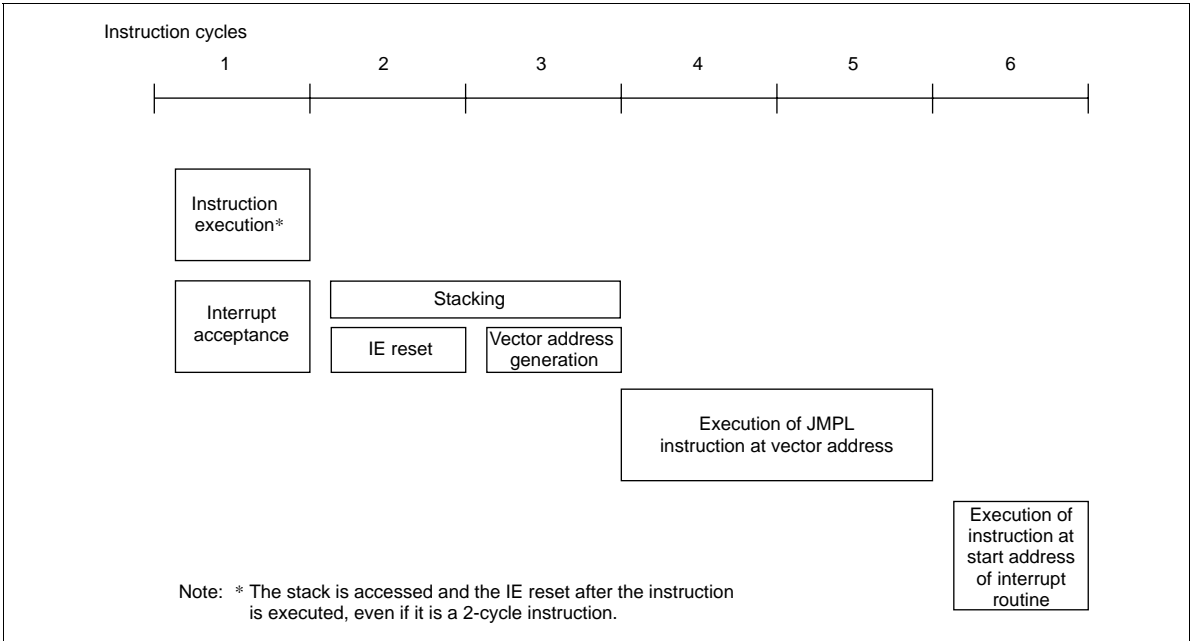 Instruction cycles
1 2 3 4 5 6
Instruction
execution*
Interrupt
acceptance
Stacking
IE reset
Vector address
generation
Execution of JMPL
instruction at vector address
Execution of
instruction at
start address
of interrupt
routine
Note: * The stack is accessed and the IE reset after the instruction
is executed, even if it is a 2-cycle instruction.